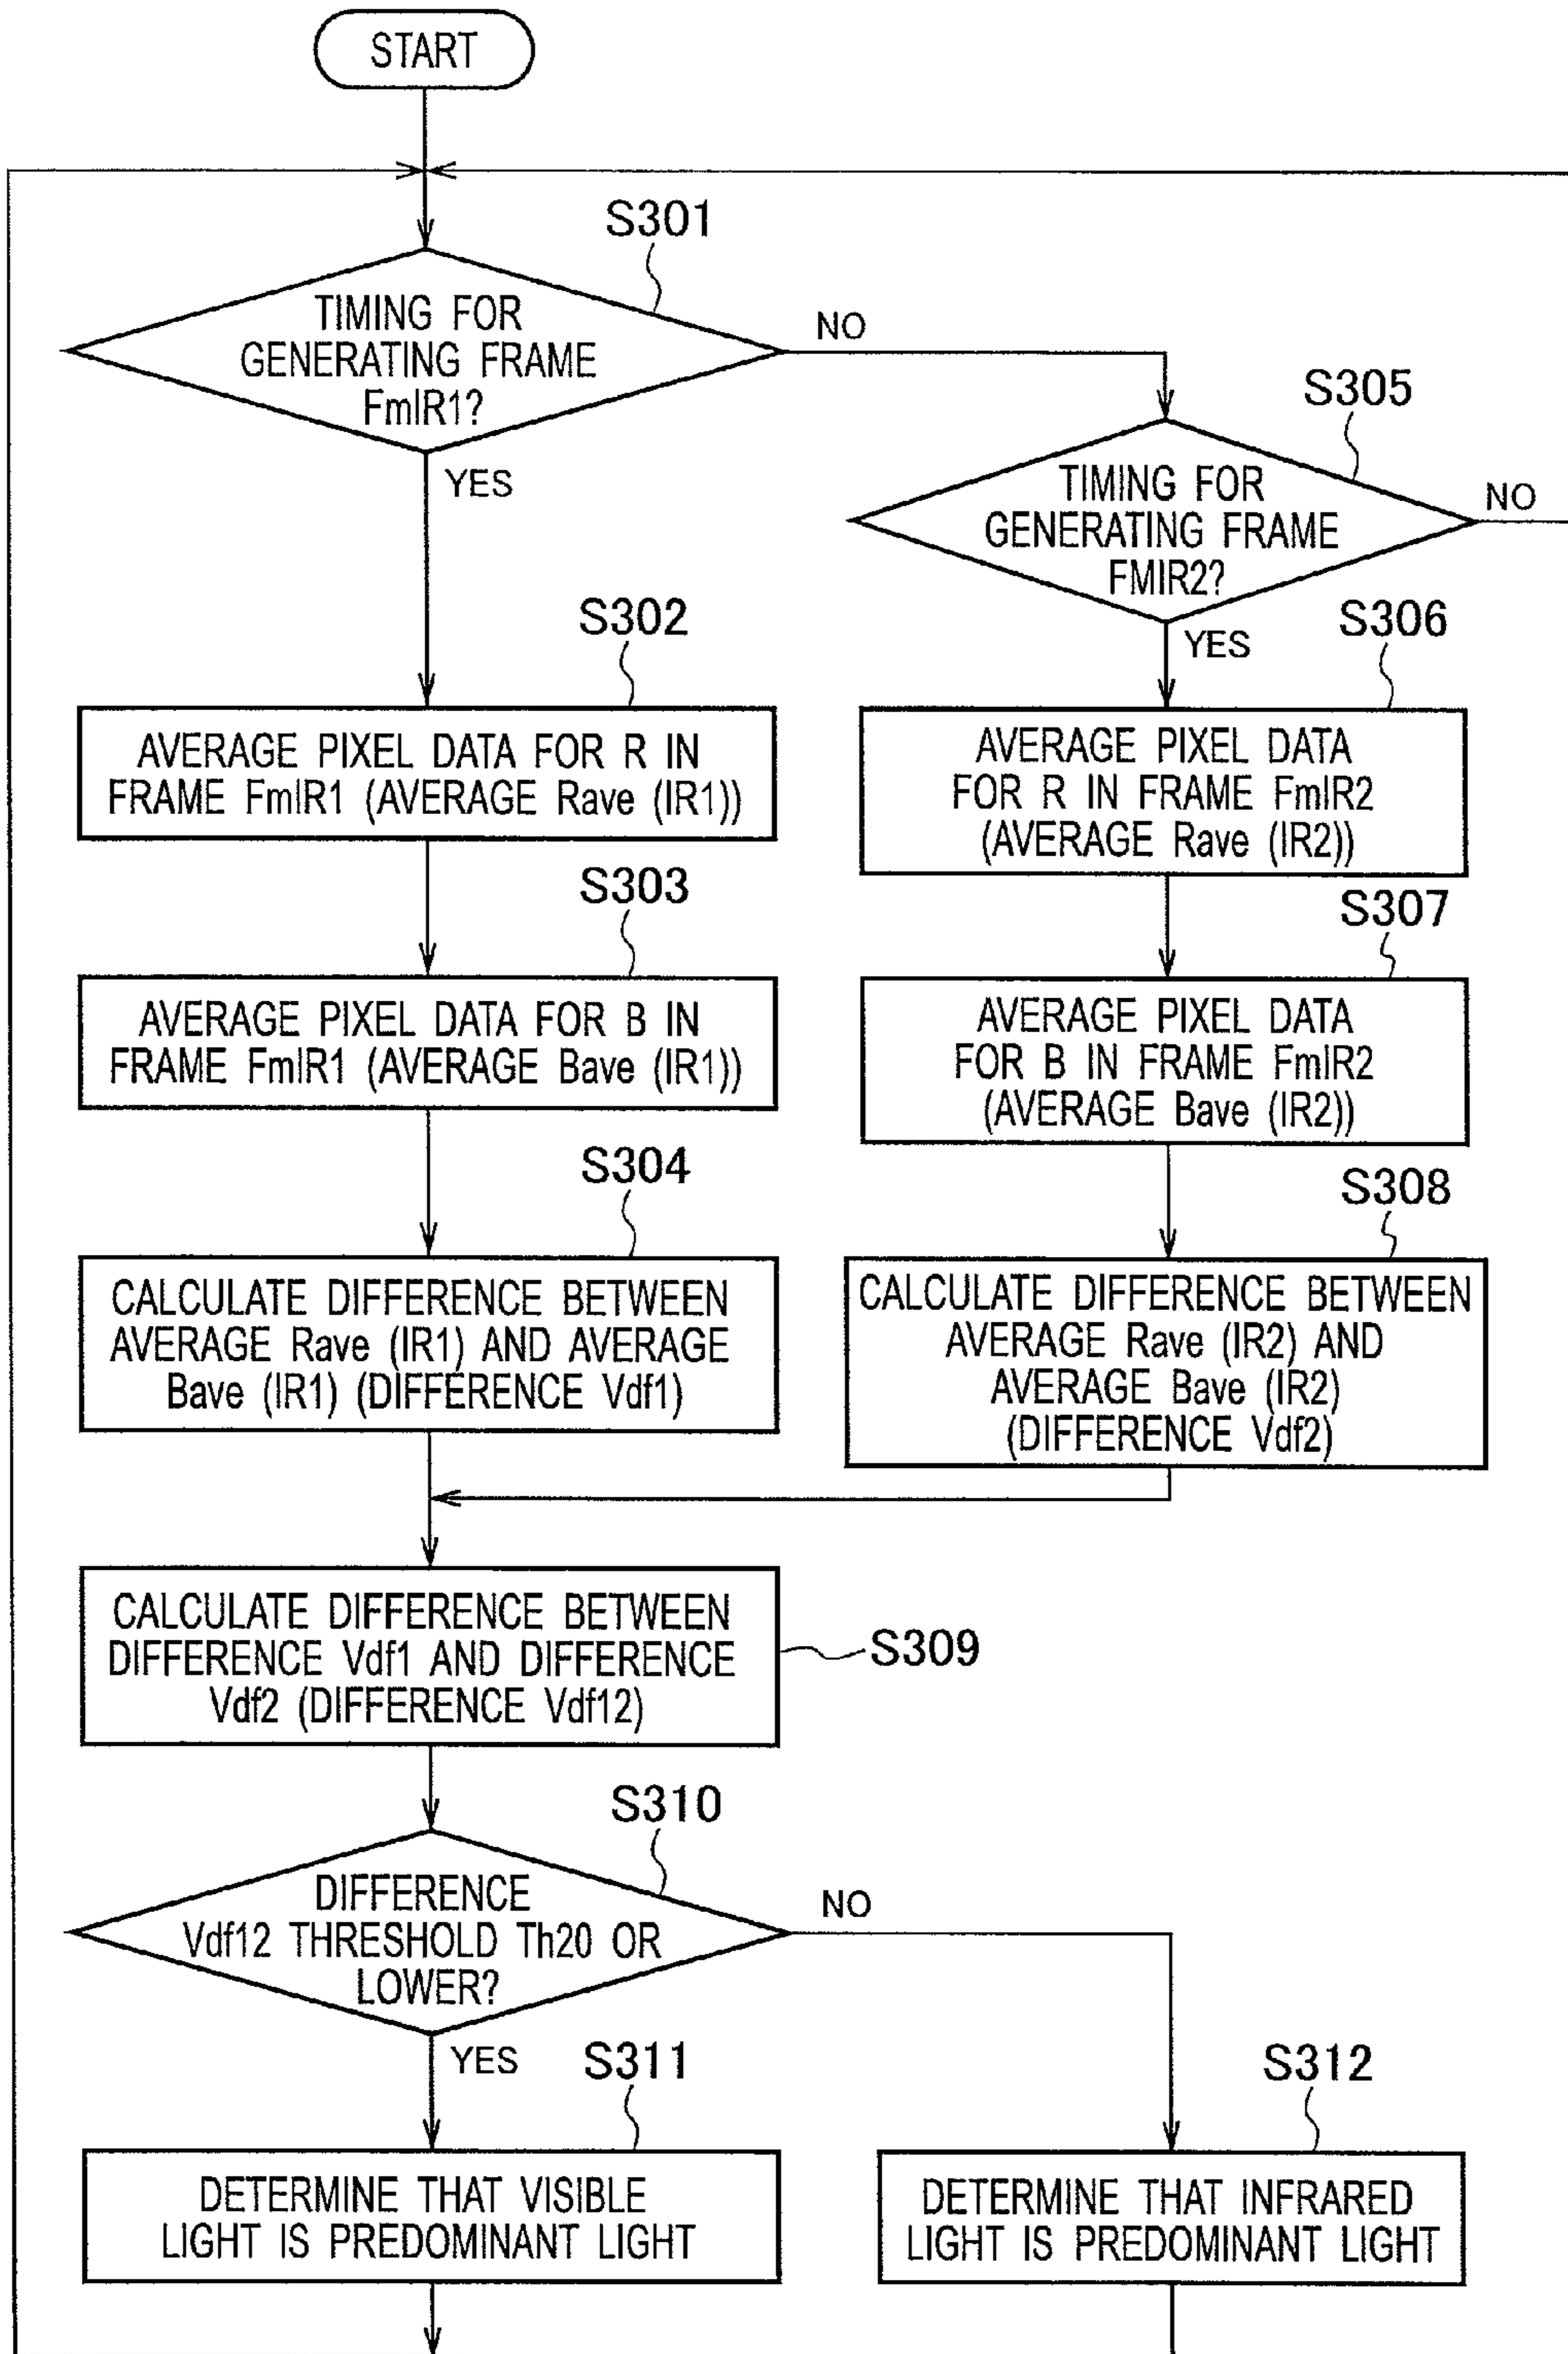 START
S301
TIMING FOR
GENERATING FRAME
FmIR1?
NO
YES
S305
TIMING FOR
GENERATING FRAME
FMIR2?
NO
YES
S302
AVERAGE PIXEL DATA FOR R IN
FRAME FmIR1 (AVERAGE Rave (IR1))
S306
AVERAGE PIXEL DATA
FOR R IN FRAME FmIR2
(AVERAGE Rave (IR2))
S303
AVERAGE PIXEL DATA FOR B IN
FRAME FmIR1 (AVERAGE Bave (IR1))
S307
AVERAGE PIXEL DATA
FOR B IN FRAME FmIR2
(AVERAGE Bave (IR2))
S304
CALCULATE DIFFERENCE BETWEEN
AVERAGE Rave (IR1) AND AVERAGE
Bave (IR1) (DIFFERENCE Vdf1)
S308
CALCULATE DIFFERENCE BETWEEN
AVERAGE Rave (IR2) AND
AVERAGE Bave (IR2)
(DIFFERENCE Vdf2)
CALCULATE DIFFERENCE BETWEEN
DIFFERENCE Vdf1 AND DIFFERENCE
Vdf2 (DIFFERENCE Vdf12)
S309
S310
DIFFERENCE
Vdf12 THRESHOLD Th20 OR
LOWER?
NO
YES
S311
DETERMINE THAT VISIBLE
LIGHT IS PREDOMINANT LIGHT
S312
DETERMINE THAT INFRARED
LIGHT IS PREDOMINANT LIGHT